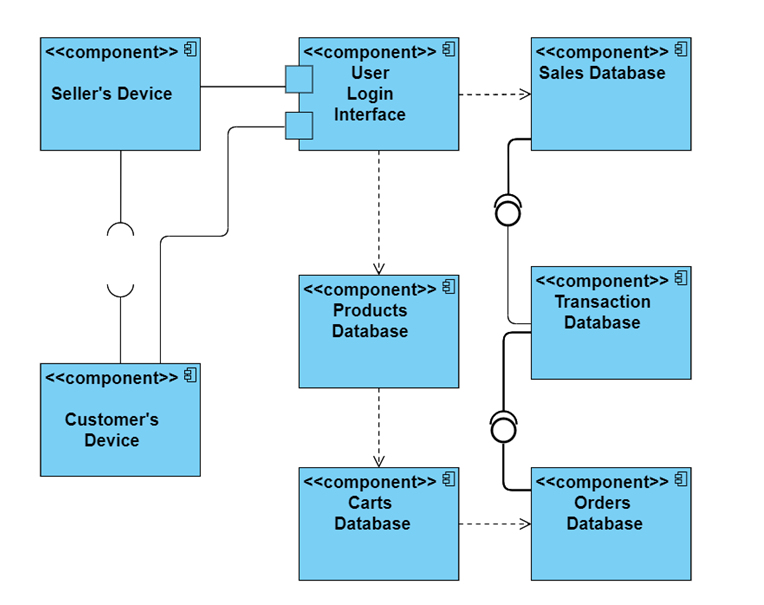 <<component>>
Seller's Device
<<component>>
User
Login
Interface
<<component>>
Sales Database
<<component>>
Products
Database
<<component>>
Transaction
Database
<<component>>
Customer's
Device
<<component>>
Carts
Database
<<component>>
Orders
Database